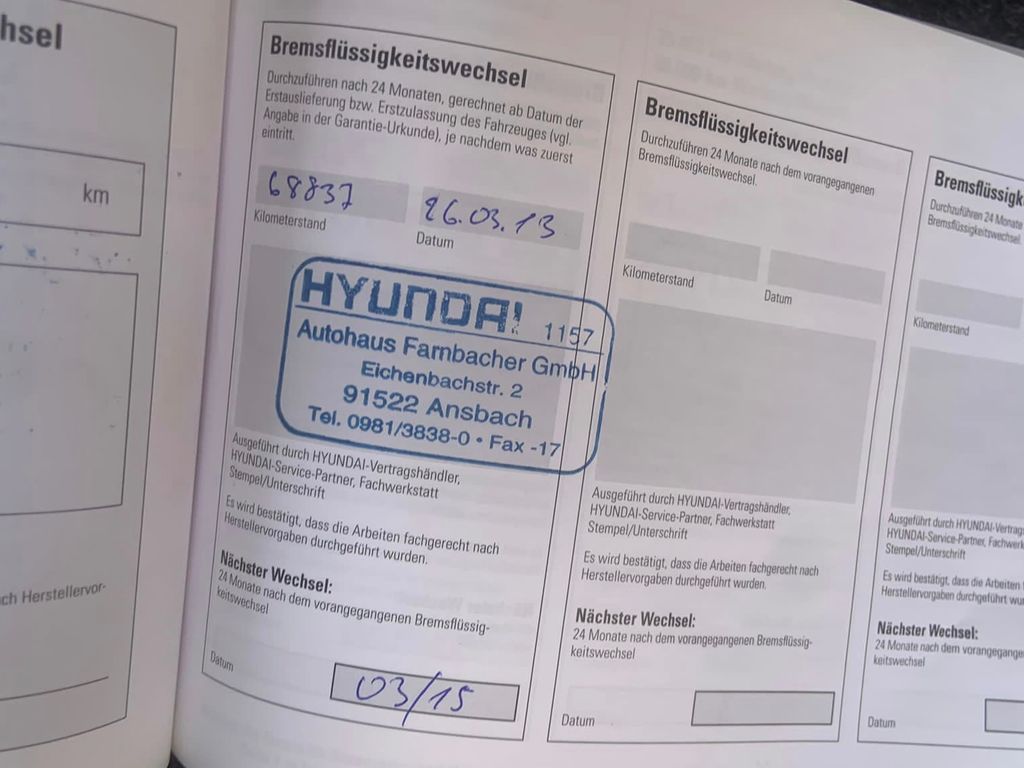 hsel
km
ch Herstellervor-
Bremsflüssigkeitswechsel
Durchzuführen nach 24 Monaten, gerechnet ab Datum der
Erstauslieferung bzw. Erstzulassung des Fahrzeuges (vgl.
Angabe in der Garantie-Urkunde), je nachdem was zuerst
eintritt.
68837
26.03.13
Kilometerstand
Datum
HYUNDAI
1157
Autohaus Farnbacher GmbH
Eichenbachstr. 2
91522 Ansbach
Tel. 0981/3838-0 • Fax -17
Ausgeführt durch HYUNDAI-Vertragshändler,
HYUNDAI-Service-Partner, Fachwerkstatt
Stempel/Unterschrift
Es wird bestätigt, dass die Arbeiten fachgerecht nach
Herstellervorgaben durchgeführt wurden.
Nächster Wechsel:
24 Monate nach dem vorangegangenen Bremsflüssig-
keitswechsel
Datum
03/15
Bremsflüssigkeitswechsel
Durchzuführen 24 Monate nach dem vorangegangenen
Bremsflüssigkeitswechsel.
Kilometerstand
Datum
Ausgeführt durch HYUNDAI-Vertragshändler,
HYUNDAI-Service-Partner, Fachwerkstatt
Stempel/Unterschrift
Es wird bestätigt, dass die Arbeiten fachgerecht nach
Herstellervorgaben durchgeführt wurden.
Nächster Wechsel:
24 Monate nach dem vorangegangenen Bremsflüssig-
keitswechsel
Datum
Bremsflüssigk
Durchzuführen 24 Monate
Bremsflüssigkeitswechsel.
Kilometerstand
Ausgeführt durch HYUNDAI-Vertrags
HYUNDAI-Service-Partner, Fachwerk
Stempel/Unterschrift
Es wird bestätigt, dass die Arbeiten
Herstellervorgaben durchgeführt wu
Nächster Wechsel:
24 Monate nach dem vorangegangene
keitswechsel
Datum